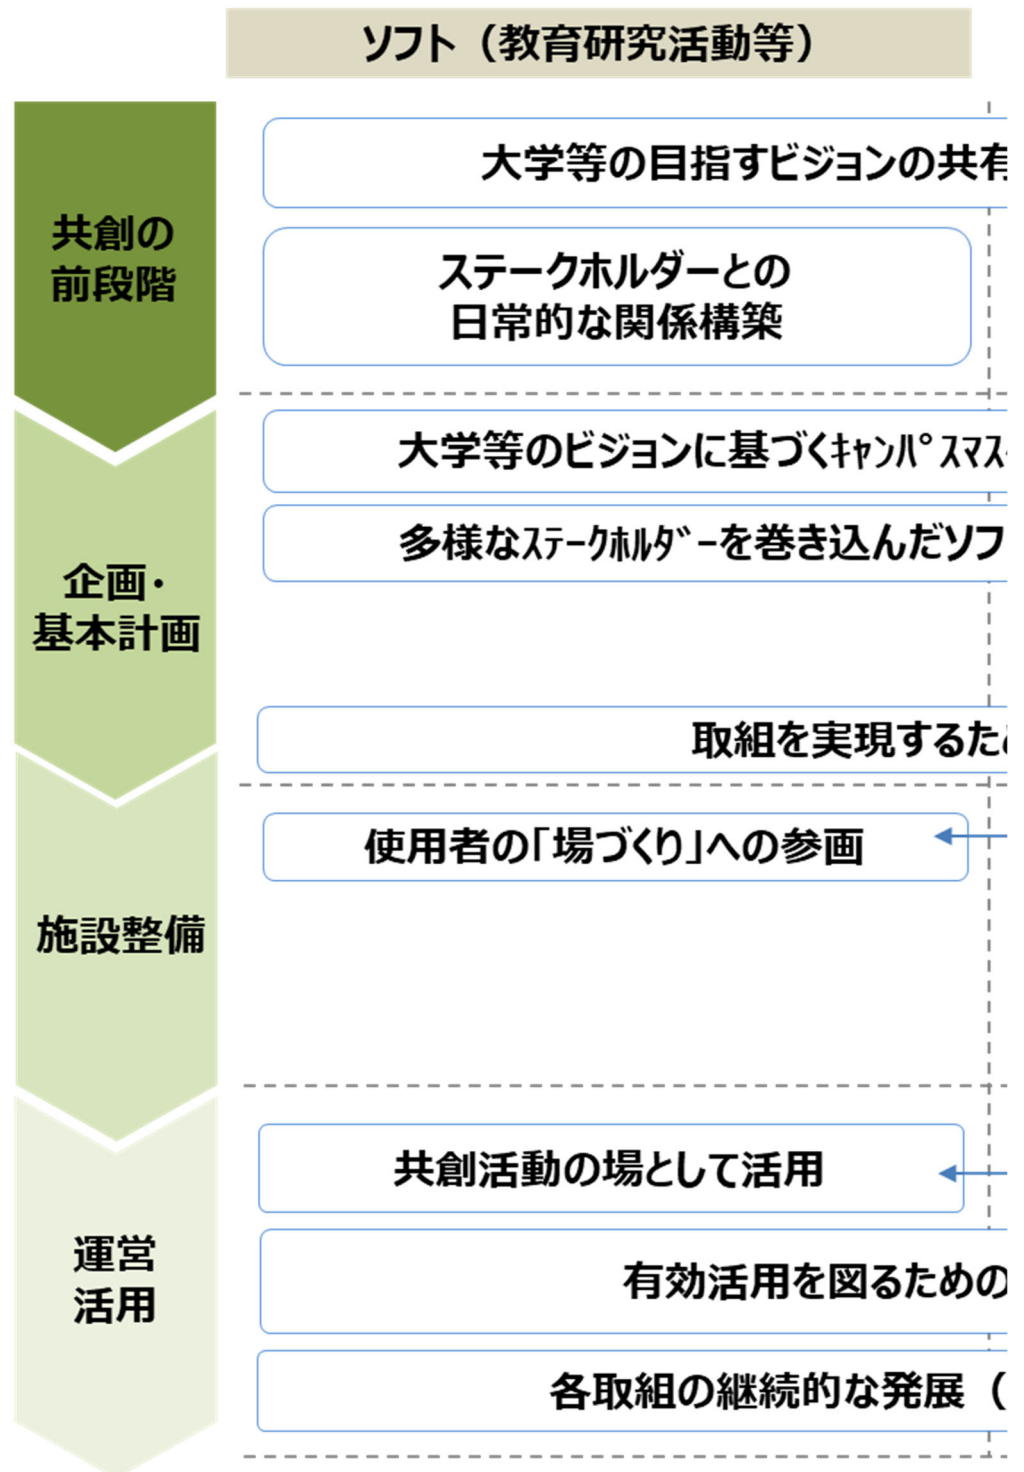 ソフト（教育研究活動等）
共創の
前段階
大学等の目指すビジョンの共有
ステークホルダーとの
日常的な関係構築
企画・
基本計画
大学等のビジョンに基づくｷｬﾝﾊﾟｽﾏｽ
多様なｽﾃｰｸﾎﾙﾀﾞｰを巻き込んだソフ
取組を実現するた
施設整備
使用者の「場づくり」への参画
運営
活用
共創活動の場として活用
有効活用を図るための
各取組の継続的な発展（